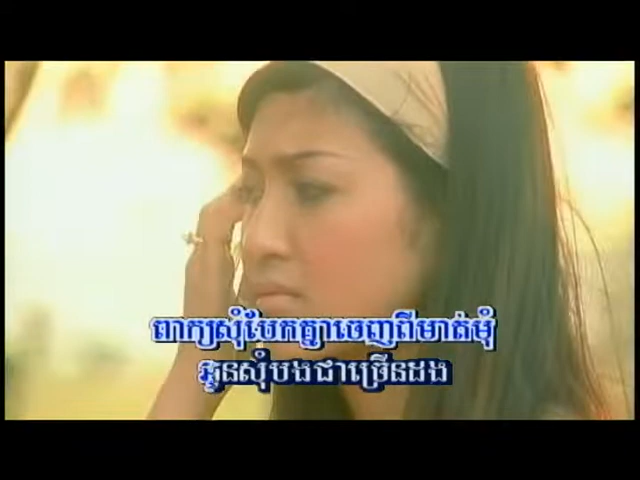 ពាក្យសុំបែកគ្នាចេញពីមាត់មុំ
អូនសុំបងជាច្រើនដង